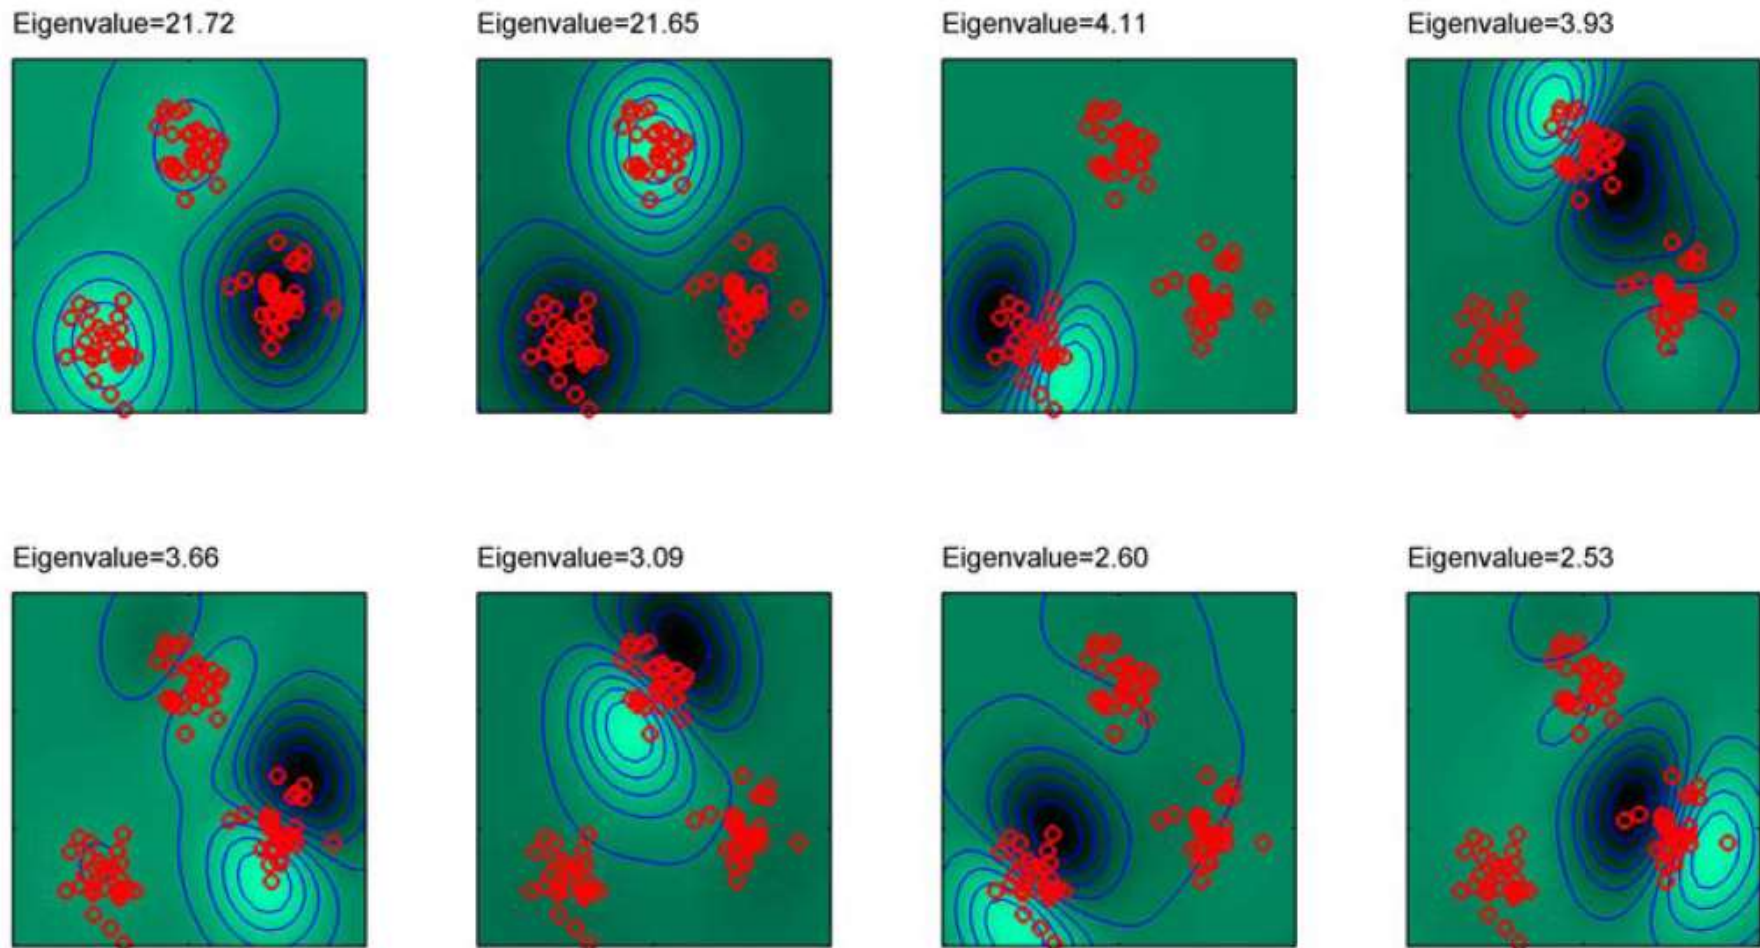 Eigenvalue=21.72
Eigenvalue=21.65
Eigenvalue=4.11
Eigenvalue=3.93
Eigenvalue=3.66
Eigenvalue=3.09
Eigenvalue=2.60
Eigenvalue=2.53